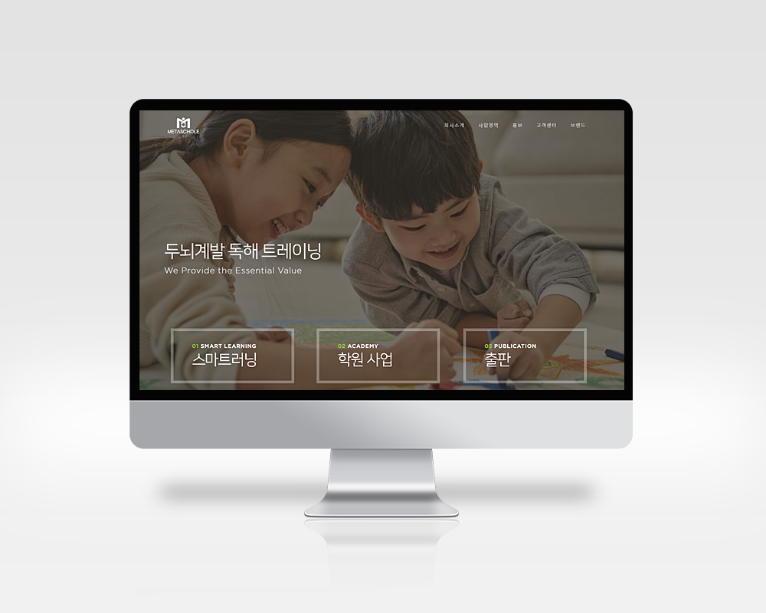 METASCHOLE
회사소개 사업영역 홍보 고객센터 브랜드
두뇌계발 독해 트레이닝
We Provide the Essential Value
01 SMART LEARNING
스마트러닝
02 ACADEMY
학원 사업
03 PUBLICATION
출판